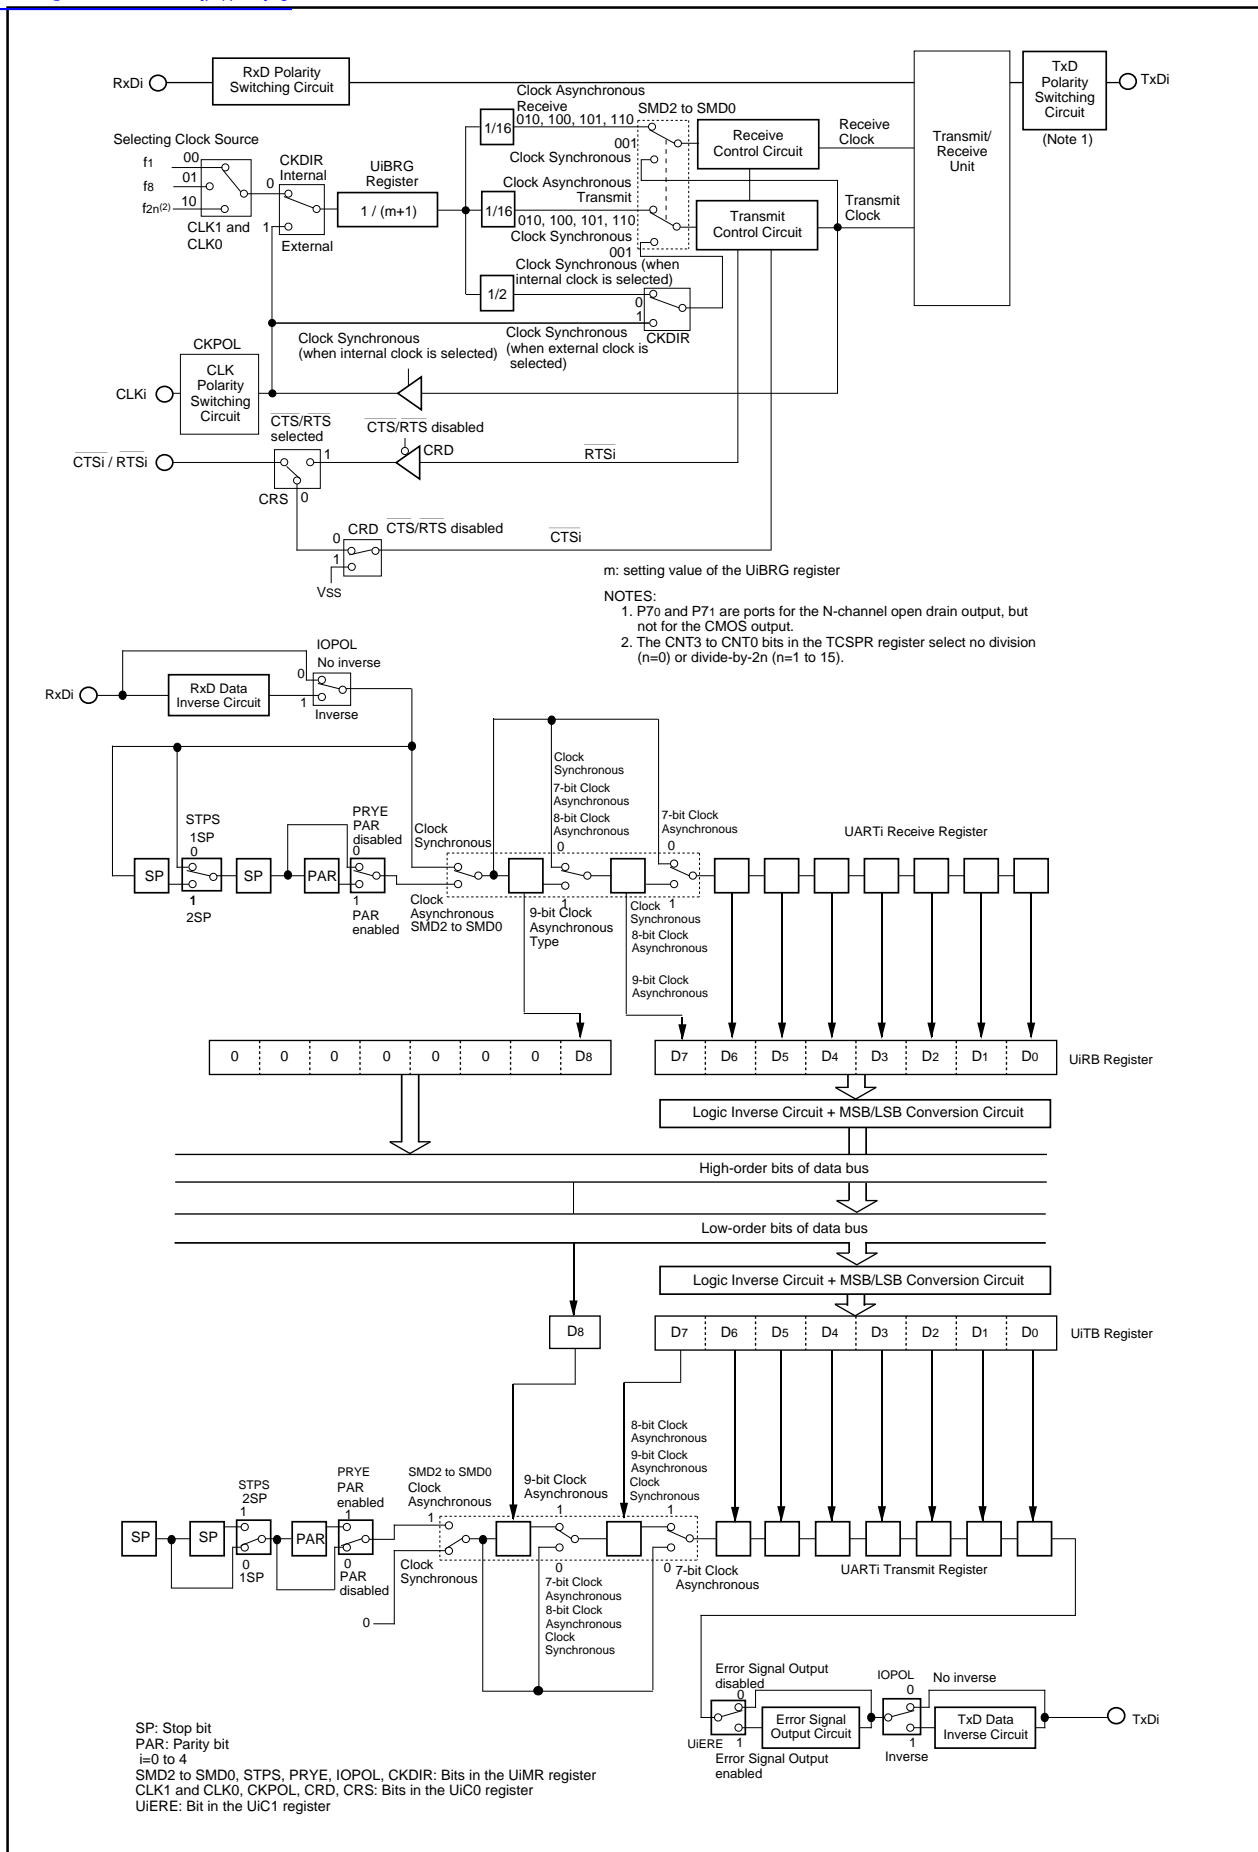 RxDi
RxD Polarity
Switching Circuit
TxD
Polarity
Switching
Circuit
(Note 1)
TxDi
Transmit/
Receive
Unit
Clock Asynchronous
Receive
010, 100, 101, 110
1/16
SMD2 to SMD0
001
Clock Synchronous
Receive
Control Circuit
Receive
Clock
Selecting Clock Source
f1
00
f8
01
f2n(2)
10
CLK1 and
CLK0
CKDIR
Internal
0
1
External
UiBRG
Register
1 / (m+1)
Clock Asynchronous
Transmit
1/16
010, 100, 101, 110
Clock Synchronous
001
Transmit
Control Circuit
Transmit
Clock
Clock Synchronous (when
internal clock is selected)
1/2
0
1
CKDIR
Clock Synchronous
(when internal clock is selected)
Clock Synchronous
(when external clock is
selected)
CKPOL
CLKi
CLK
Polarity
Switching
Circuit
CTS/RTS
selected
CTS/RTS disabled
CRD
CTSi / RTSi
1
RTSi
CRS
0
CRD
CTS/RTS disabled
0
1
CTSi
VSS
m: setting value of the UiBRG register
NOTES:
1. P70 and P71 are ports for the N-channel open drain output, but
not for the CMOS output.
2. The CNT3 to CNT0 bits in the TCSPR register select no division
(n=0) or divide-by-2n (n=1 to 15).
IOPOL
No inverse
0
RxDi
RxD Data
Inverse Circuit
1
Inverse
Clock
Synchronous
7-bit Clock
Asynchronous
8-bit Clock
Asynchronous
0
7-bit Clock
Asynchronous
0
UARTi Receive Register
STPS
1SP
0
PRYE
PAR
disabled
0
Clock
Synchronous
SP
SP
PAR
1
2SP
1
PAR
enabled
Clock
Asynchronous
SMD2 to SMD0
1
9-bit Clock
Asynchronous
Type
Clock
Synchronous
1
8-bit Clock
Asynchronous
9-bit Clock
Asynchronous
0 0 0 0 0 0 0 D8
D7 D6 D5 D4 D3 D2 D1 D0
UiRB Register
Logic Inverse Circuit + MSB/LSB Conversion Circuit
High-order bits of data bus
Low-order bits of data bus
Logic Inverse Circuit + MSB/LSB Conversion Circuit
D8
D7 D6 D5 D4 D3 D2 D1 D0
UiTB Register
8-bit Clock
Asynchronous
9-bit Clock
Asynchronous
Clock
Synchronous
1
STPS
2SP
1
PRYE
PAR
enabled
1
SMD2 to SMD0
Clock
Asynchronous
1
9-bit Clock
Asynchronous
1
SP
SP
PAR
0
1SP
0
PAR
disabled
Clock
Synchronous
0
0
7-bit Clock
Asynchronous
8-bit Clock
Asynchronous
Clock
Synchronous
0
7-bit Clock
Asynchronous
UARTi Transmit Register
Error Signal Output
disabled
0
IOPOL
0
No inverse
Error Signal
Output Circuit
TxD Data
Inverse Circuit
TxDi
UiERE
1
Error Signal Output
enabled
1
Inverse
SP: Stop bit
PAR: Parity bit
i=0 to 4
SMD2 to SMD0, STPS, PRYE, IOPOL, CKDIR: Bits in the UiMR register
CLK1 and CLK0, CKPOL, CRD, CRS: Bits in the UiC0 register
UiERE: Bit in the UiC1 register